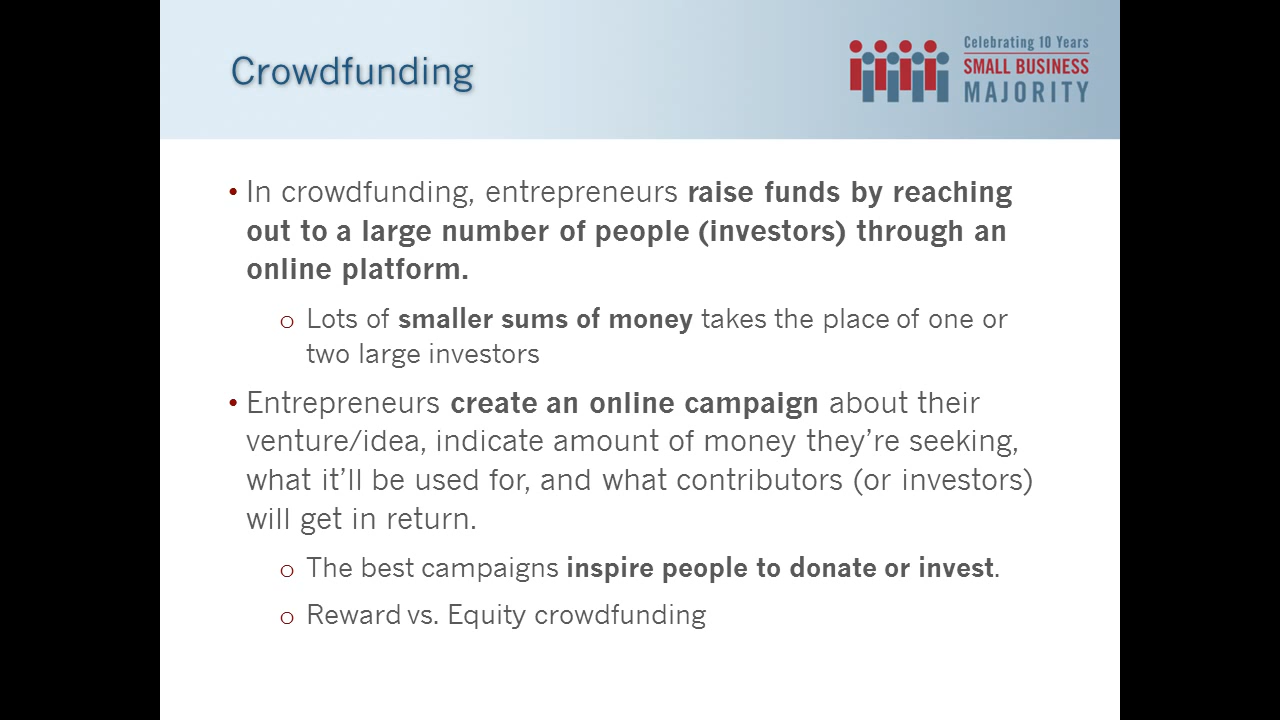 Crowdfunding
Celebrating 10 Years
SMALL BUSINESS
MAJORITY
• In crowdfunding, entrepreneurs raise funds by reaching
out to a large number of people (investors) through an
online platform.
o Lots of smaller sums of money takes the place of one or
two large investors
• Entrepreneurs create an online campaign about their
venture/idea, indicate amount of money they’re seeking,
what it’ll be used for, and what contributors (or investors)
will get in return.
o The best campaigns inspire people to donate or invest.
o Reward vs. Equity crowdfunding